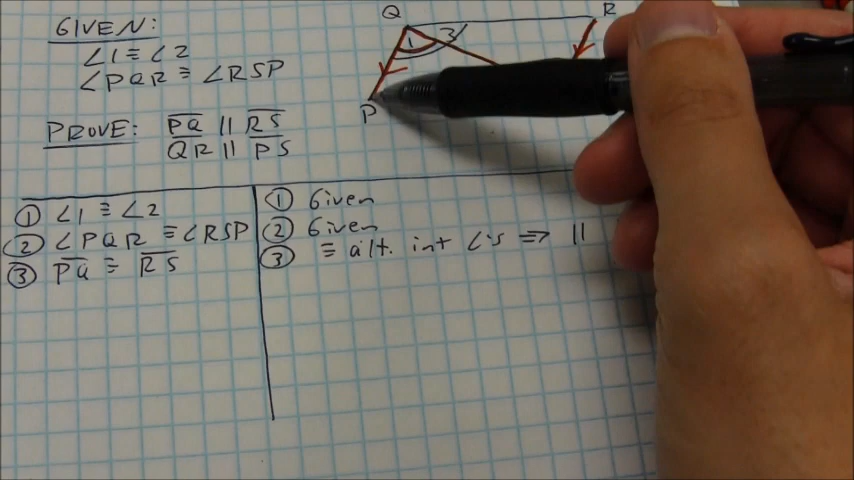 GIVEN:
∠1 ≅ ∠2
∠PQR ≅ ∠RSP
PROVE: PQ || RS
QR || PS
Q R
1 3
P
① ∠1 ≅ ∠2
② ∠PQR ≅ ∠RSP
③ PQ ≅ RS
① Given
② Given
③ ≅ alt. int ∠'s ⇒ ||